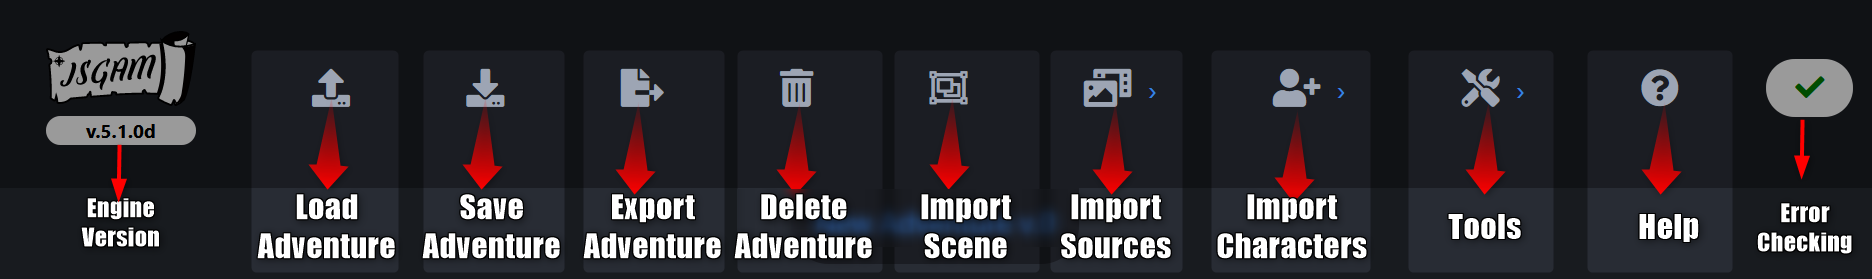 JSGAM
v.5.1.0d
Engine
Version
Load
Adventure
Save
Adventure
Export
Adventure
Delete
Adventure
Import
Scene
Import
Sources
Import
Characters
Tools
Help
Error
Checking